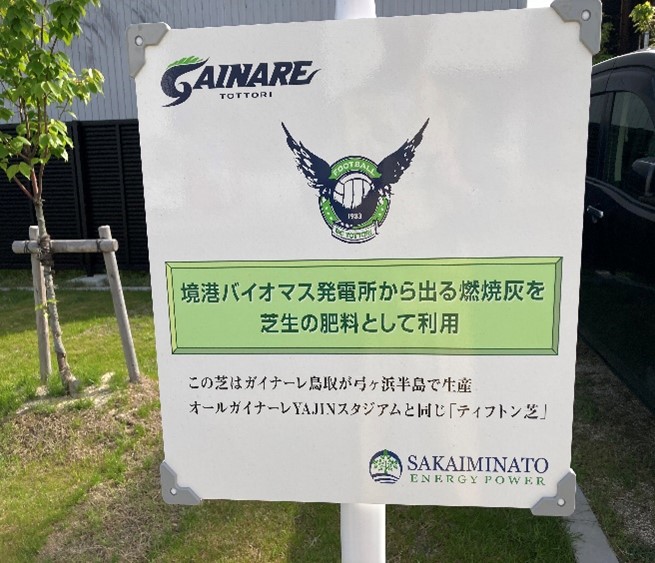 GAINARE
TOTTORI
FOOTBALL
1983
SC TOTTORI
境港バイオマス発電所から出る燃焼灰を
芝生の肥料として利用
この芝はガイナーレ鳥取が弓ヶ浜半島で生産
オールガイナーレYAJINスタジアムと同じ「ティフトン芝」
SAKAIMINATO
ENERGY POWER